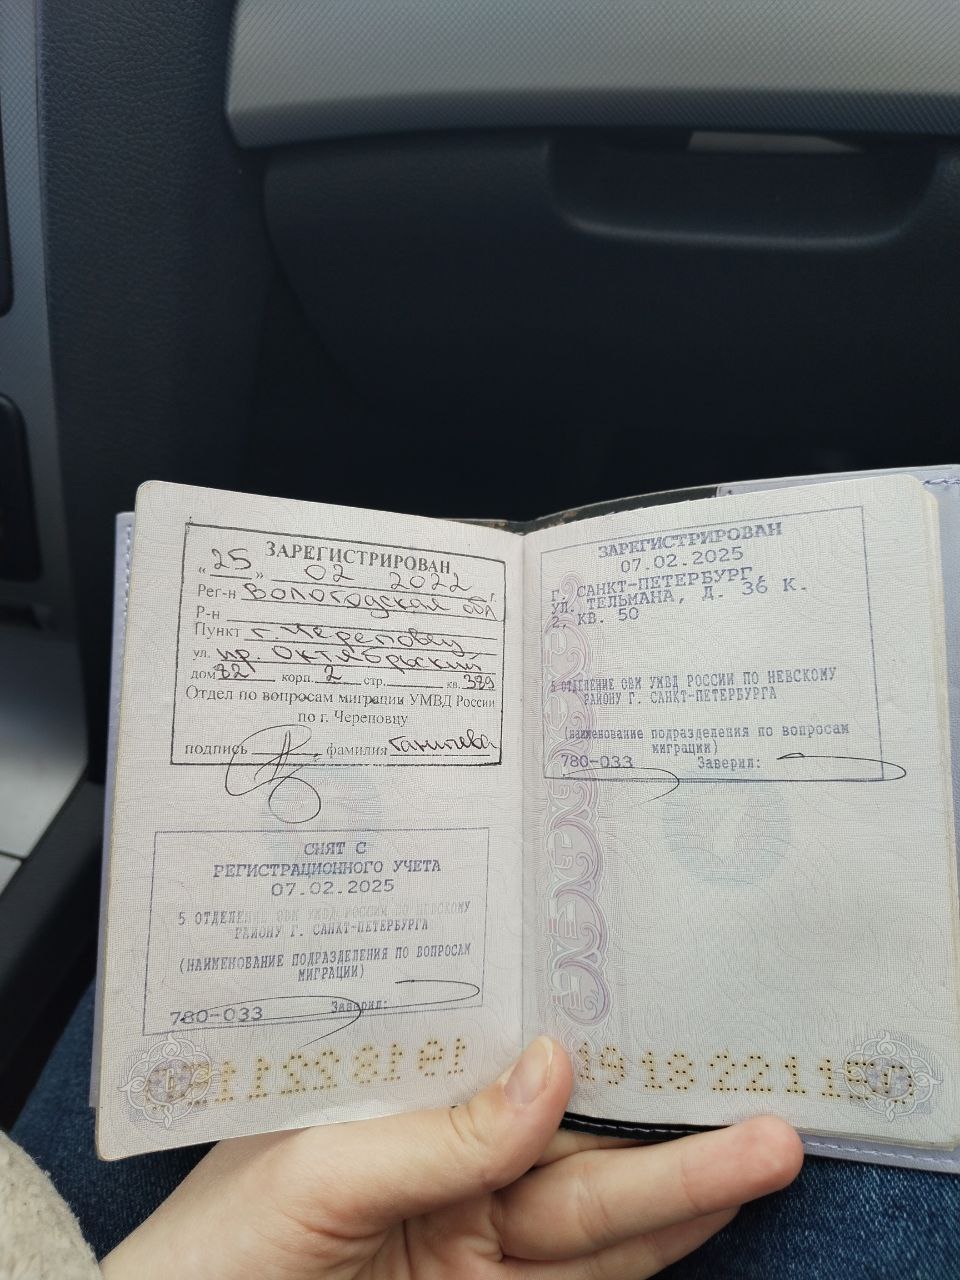 ЗАРЕГИСТРИРОВАН
"25" 02 2022 г.
Рег-н Вологодская обл
Р-н
Пункт г. Череповец
ул. пр. Октябрьский
дом 82 корп. 2 стр. кв. 389
Отдел по вопросам миграции УМВД России
по г. Череповцу
подпись фамилия
СНЯТ С
РЕГИСТРАЦИОННОГО УЧЕТА
07.02.2025
5 ОТДЕЛЕНИЕ ОВМ УМВД РОССИИ ПО НЕВСКОМУ
РАЙОНУ Г. САНКТ-ПЕТЕРБУРГА
(НАИМЕНОВАНИЕ ПОДРАЗДЕЛЕНИЯ ПО ВОПРОСАМ
МИГРАЦИИ)
780-033 Заверил:
ЗАРЕГИСТРИРОВАН
07.02.2025
Г. САНКТ-ПЕТЕРБУРГ,
УЛ. ТЕЛЬМАНА, Д. 36 К.
2, КВ. 50
5 ОТДЕЛЕНИЕ ОВМ УМВД РОССИИ ПО НЕВСКОМУ
РАЙОНУ Г. САНКТ-ПЕТЕРБУРГА
(наименование подразделения по вопросам
миграции)
780-033 Заверил: